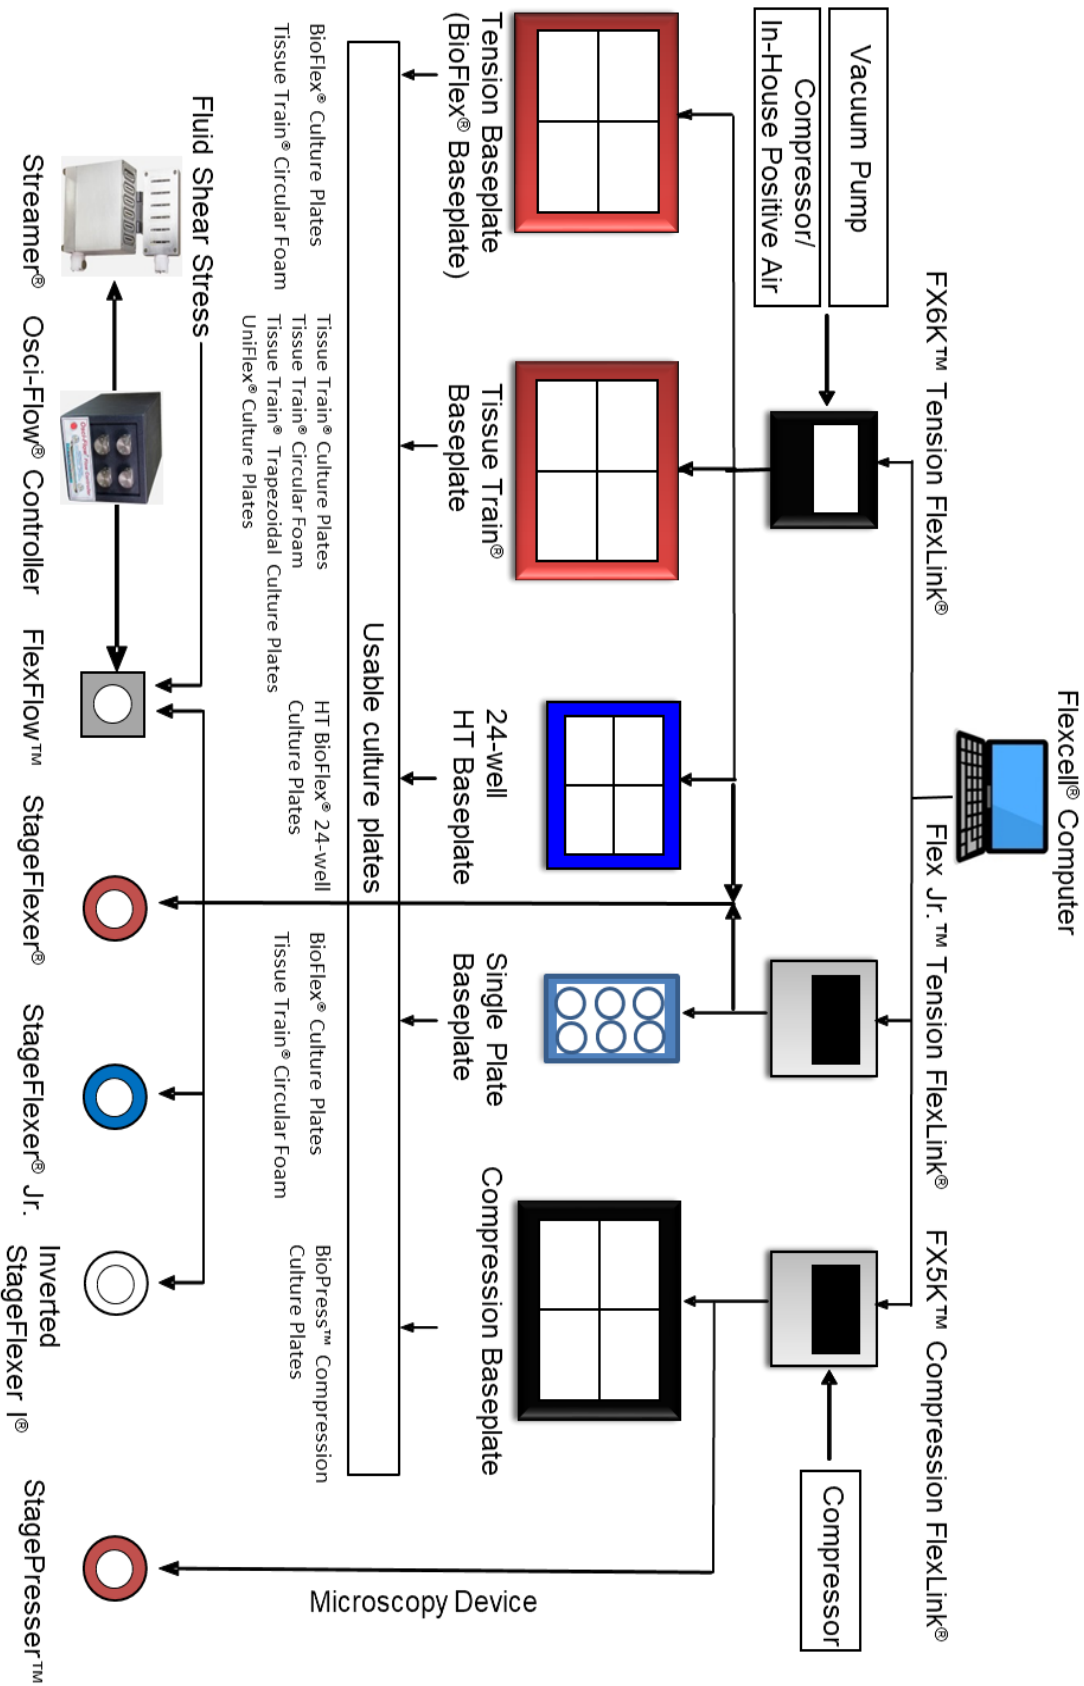 Flexcell® Computer
FX6K™ Tension FlexLink®
Flex Jr.™ Tension FlexLink®
FX5K™ Compression FlexLink®
Vacuum Pump
Compressor/
In-House Positive Air
Compressor
Tension Baseplate
(BioFlex® Baseplate)
Tissue Train®
Baseplate
24-well
HT Baseplate
Single Plate
Baseplate
Compression Baseplate
Microscopy Device
Usable culture plates
BioFlex® Culture Plates
Tissue Train® Circular Foam
Tissue Train® Culture Plates
Tissue Train® Circular Foam
Tissue Train® Trapezoidal Culture Plates
UniFlex® Culture Plates
HT BioFlex® 24-well
Culture Plates
BioFlex® Culture Plates
Tissue Train® Circular Foam
BioPress™ Compression
Culture Plates
Fluid Shear Stress
Streamer®
Osci-Flow® Controller
FlexFlow™
StageFlexer®
StageFlexer® Jr.
Inverted
StageFlexer I®
StagePresser™